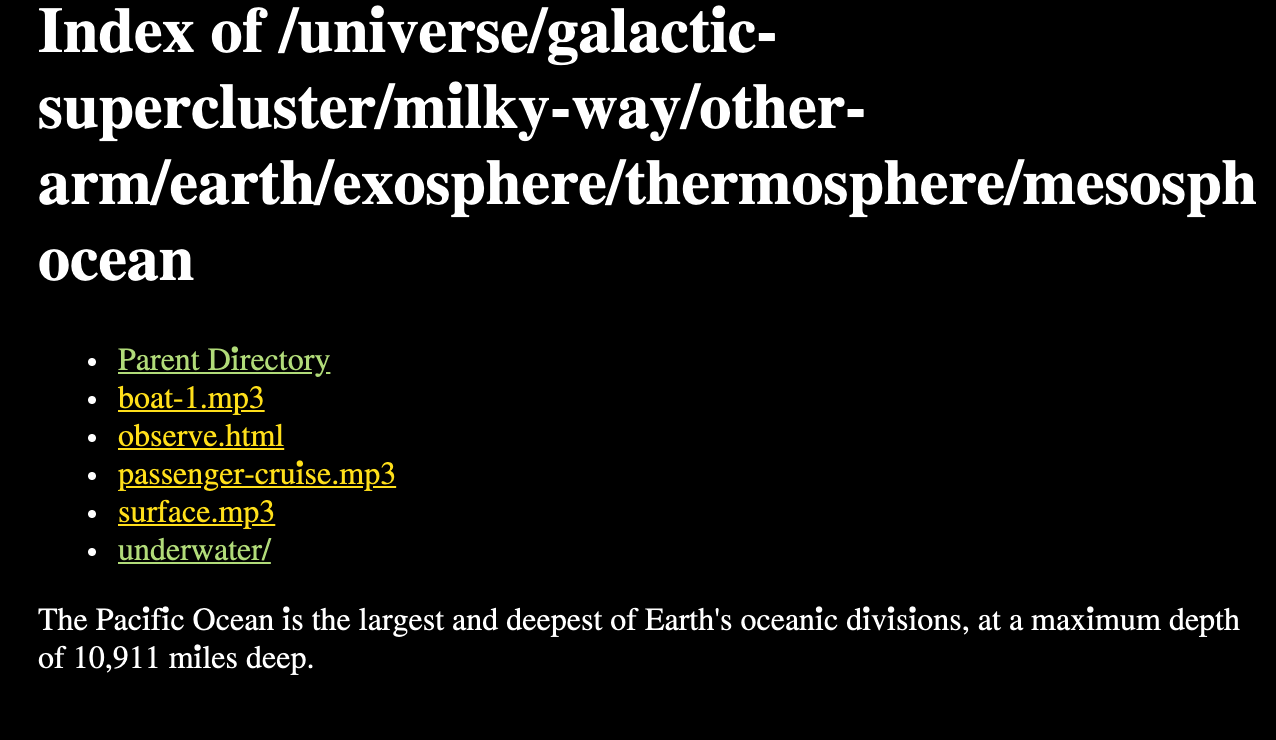 Index of /universe/galactic-
supercluster/milky-way/other-
arm/earth/exosphere/thermosphere/mesosph
ocean
Parent Directory
boat-1.mp3
observe.html
passenger-cruise.mp3
surface.mp3
underwater/
The Pacific Ocean is the largest and deepest of Earth's oceanic divisions, at a maximum depth
of 10,911 miles deep.